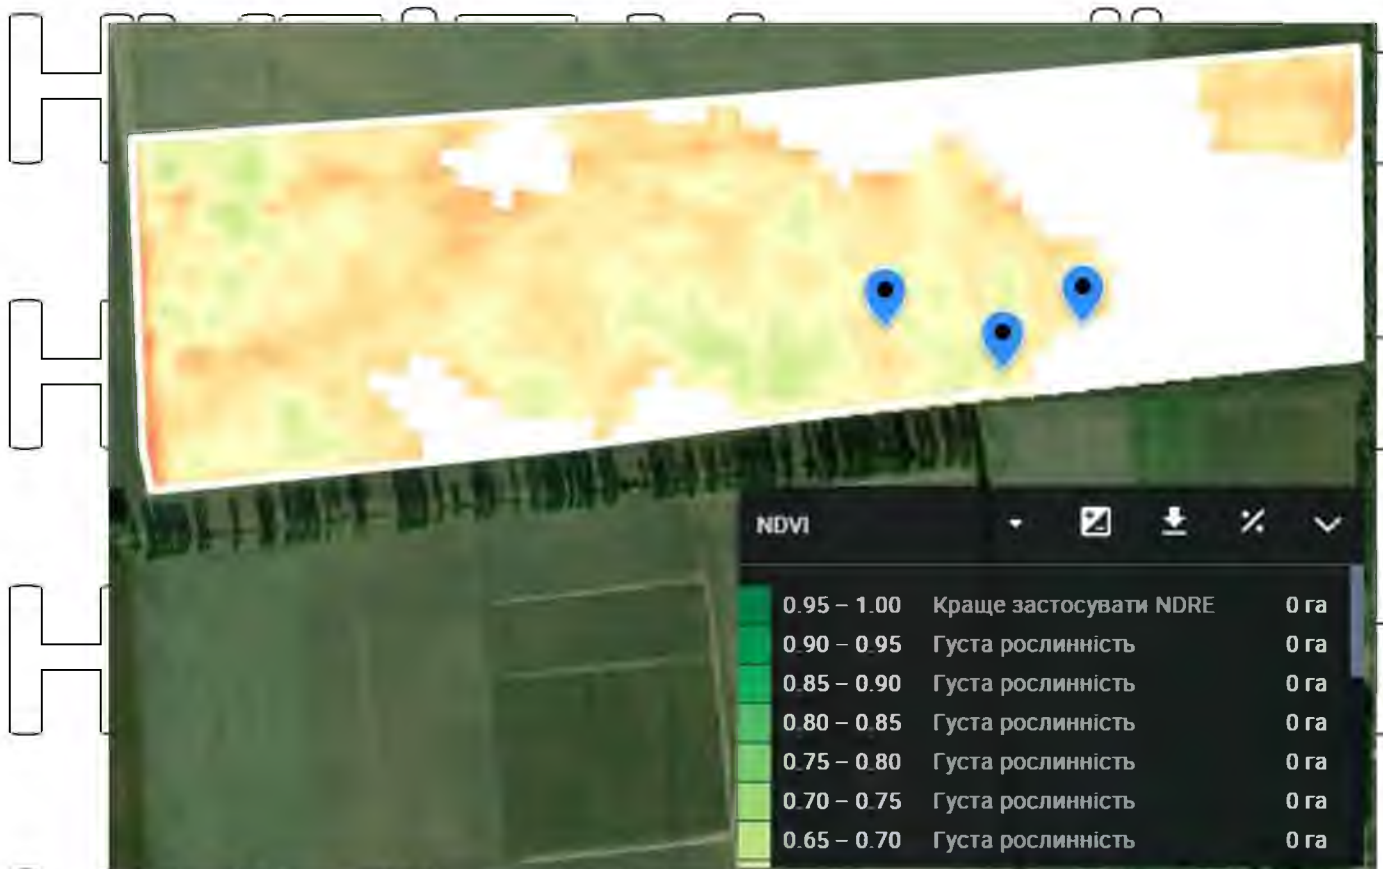 NDVI
0.95 – 1.00 Краще застосувати NDRE 0 га
0.90 – 0.95 Густа рослинність 0 га
0.85 – 0.90 Густа рослинність 0 га
0.80 – 0.85 Густа рослинність 0 га
0.75 – 0.80 Густа рослинність 0 га
0.70 – 0.75 Густа рослинність 0 га
0.65 – 0.70 Густа рослинність 0 га